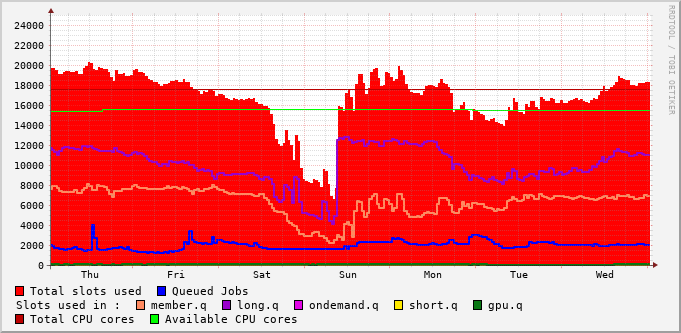 24000
22000
20000
18000
16000
14000
12000
10000
8000
6000
4000
2000
0
Thu Fri Sat Sun Mon Tue Wed
RRDTOOL / TOBI OETIKER
Total slots used Queued Jobs
Slots used in : member.q long.q ondemand.q short.q gpu.q
Total CPU cores Available CPU cores